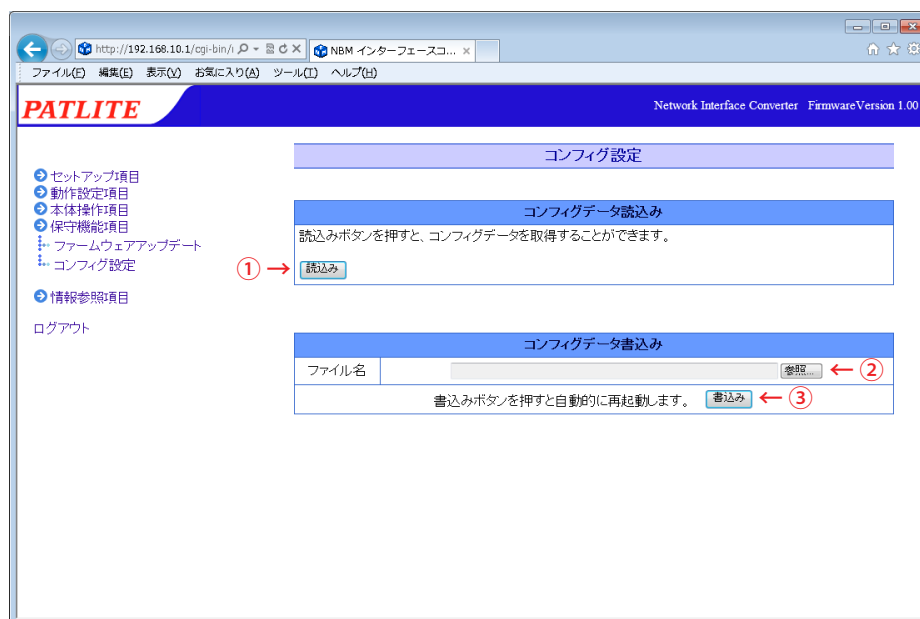 http://192.168.10.1/cgi-bin/
NBM インターフェースコ...
ファイル(F) 編集(E) 表示(V) お気に入り(A) ツール(T) ヘルプ(H)
PATLITE
Network Interface Converter FirmwareVersion 1.00
コンフィグ設定
セットアップ項目
動作設定項目
本体操作項目
保守機能項目
ファームウェアアップデート
コンフィグ設定
情報参照項目
ログアウト
コンフィグデータ読込み
読込みボタンを押すと、コンフィグデータを取得することができます。
① → 読込み
コンフィグデータ書込み
ファイル名 参照... ← ②
書込みボタンを押すと自動的に再起動します。 書込み ← ③